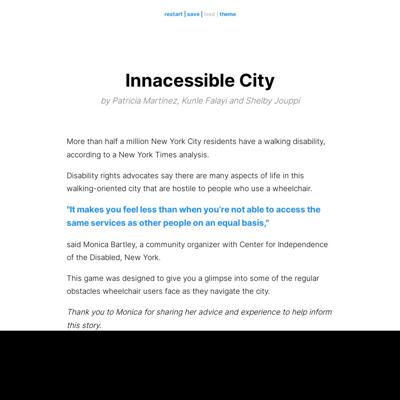 restart | save | load | theme
Innacessible City
by Patricia Martinez, Kunle Falayi and Shelby Jouppi
More than half a million New York City residents have a walking disability,
according to a New York Times analysis.
Disability rights advocates say there are many aspects of life in this
walking-oriented city that are hostile to people who use a wheelchair.
"It makes you feel less than when you're not able to access the
same services as other people on an equal basis,"
said Monica Bartley, a community organizer with Center for Independence
of the Disabled, New York.
This game was designed to give you a glimpse into some of the regular
obstacles wheelchair users face as they navigate the city.
Thank you to Monica for sharing her advice and experience to help inform
this story.